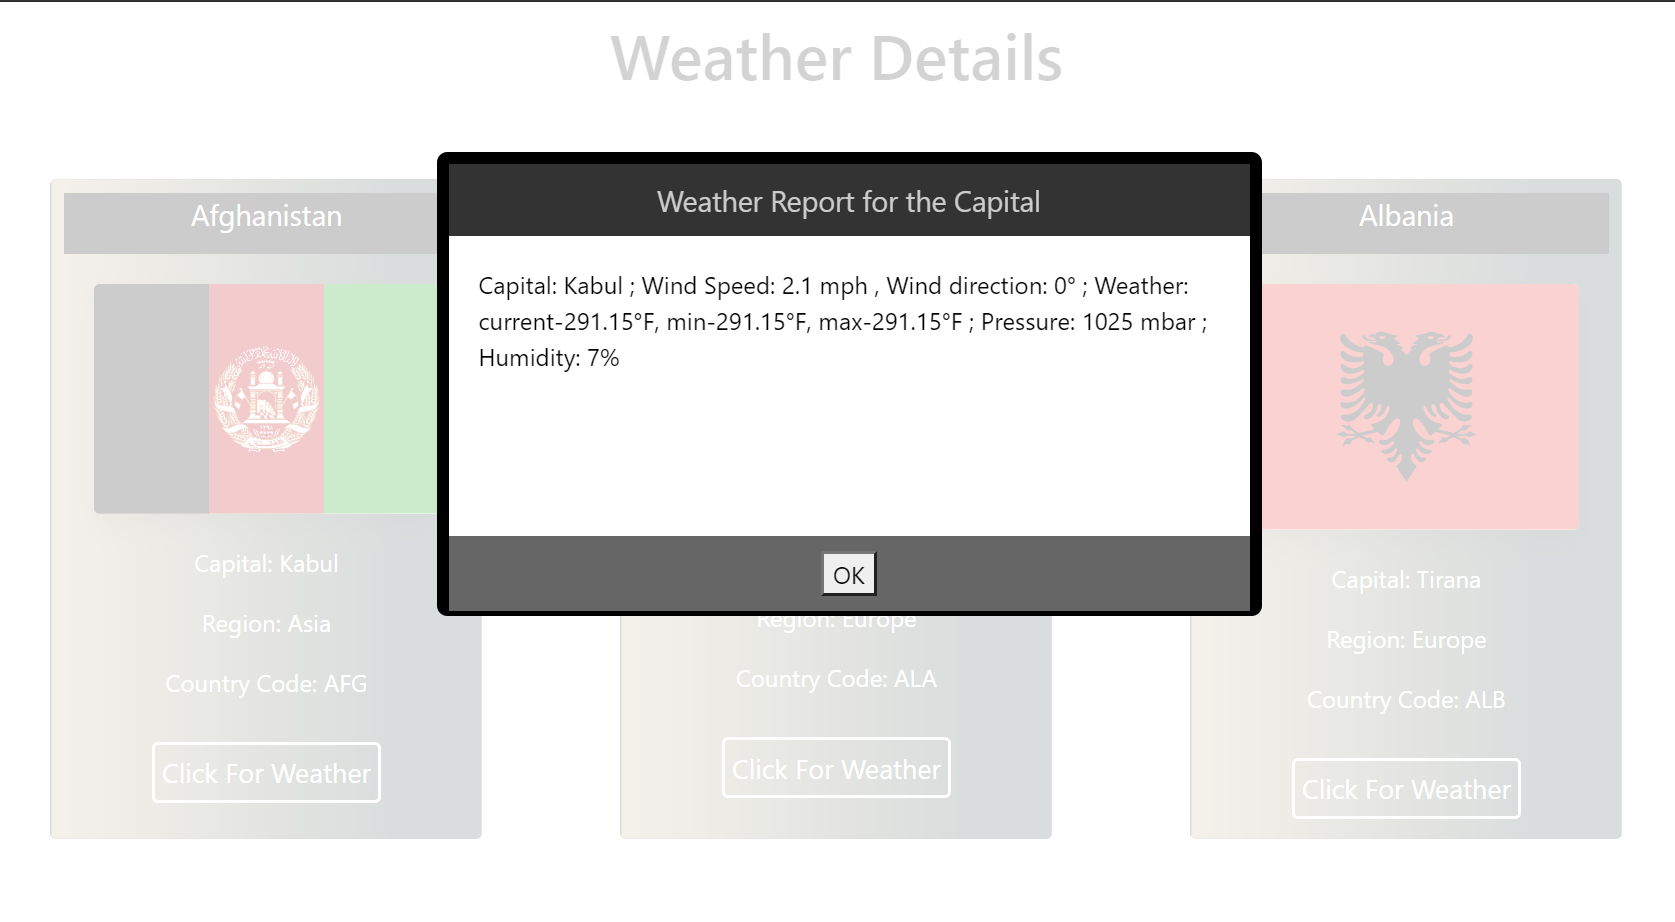 Weather Details
Afghanistan
Capital: Kabul
Region: Asia
Country Code: AFG
Click For Weather
Weather Report for the Capital
Capital: Kabul ; Wind Speed: 2.1 mph , Wind direction: 0° ; Weather:
current-291.15°F, min-291.15°F, max-291.15°F ; Pressure: 1025 mbar ;
Humidity: 7%
OK
Region: Europe
Country Code: ALA
Click For Weather
Albania
Capital: Tirana
Region: Europe
Country Code: ALB
Click For Weather